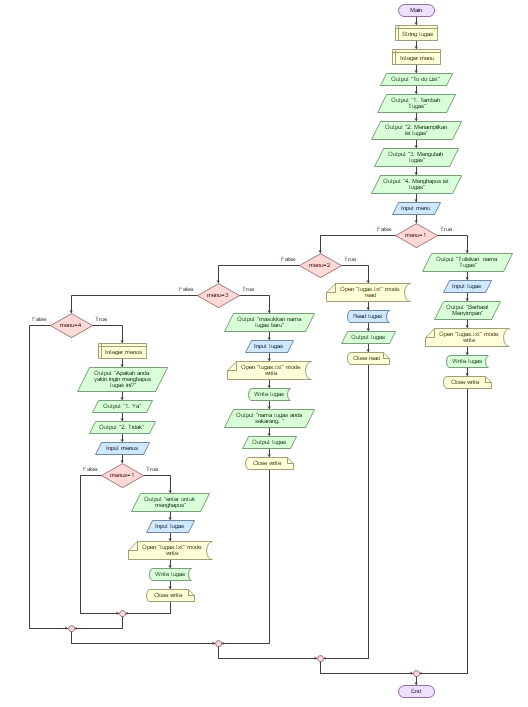 Main
String tugas
Integer menu
Output "To do List"
Output "1. Tambah
Tugas"
Output "2. Menampilkan
isi tugas"
Output "3. Mengubah
tugas"
Output "4. Menghapus isi
tugas"
Input menu
False
menu=1
True
False
menu=2
True
Output "Tuliskan nama
Tugas"
Input tugas
Output "Berhasil
Menyimpan"
Open "tugas.txt" mode
write
Write tugas
Close write
False
menu=3
True
Open "tugas.txt" mode
read
Read tugas
Output tugas
Close read
False
menu=4
True
Output "masukkan nama
tugas baru"
Input tugas
Open "tugas.txt" mode
write
Write tugas
Output "nama tugas anda
sekarang: "
Output tugas
Close write
Integer menus
Output "Apakah anda
yakin ingin menghapus
tugas ini?"
Output "1. Ya"
Output "2. Tidak"
Input menus
False
menus=1
True
Output "enter untuk
menghapus"
Input tugas
Open "tugas.txt" mode
write
Write tugas
Close write
End